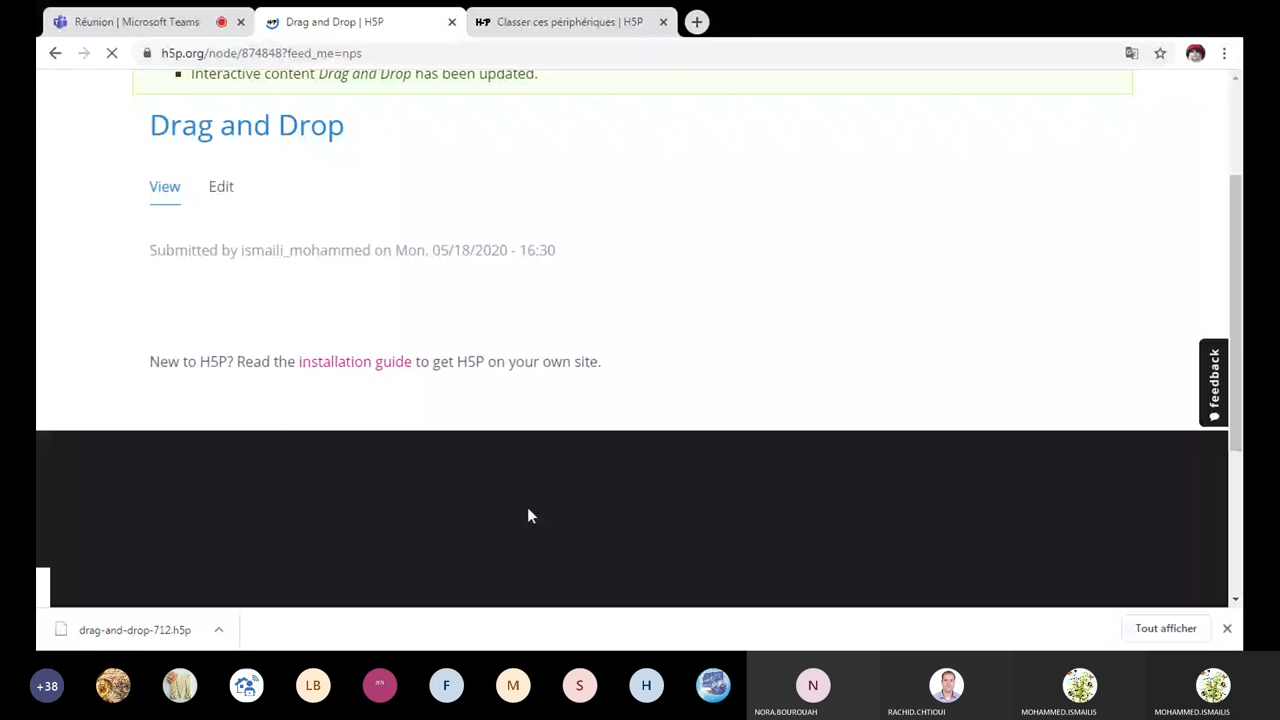 Réunion | Microsoft Teams
Drag and Drop | H5P
H5P Classer ces périphériques | H5P
h5p.org/node/874848?feed_me=nps
Interactive content Drag and Drop has been updated.
Drag and Drop
View Edit
Submitted by ismaili_mohammed on Mon, 05/18/2020 - 16:30
New to H5P? Read the installation guide to get H5P on your own site.
feedback
drag-and-drop-712.h5p
Tout afficher
+38 LB F M S H N
NORA.BOUROUAH RACHID.CHTIOUI MOHAMMED.ISMAILIS MOHAMMED.ISMAILIS